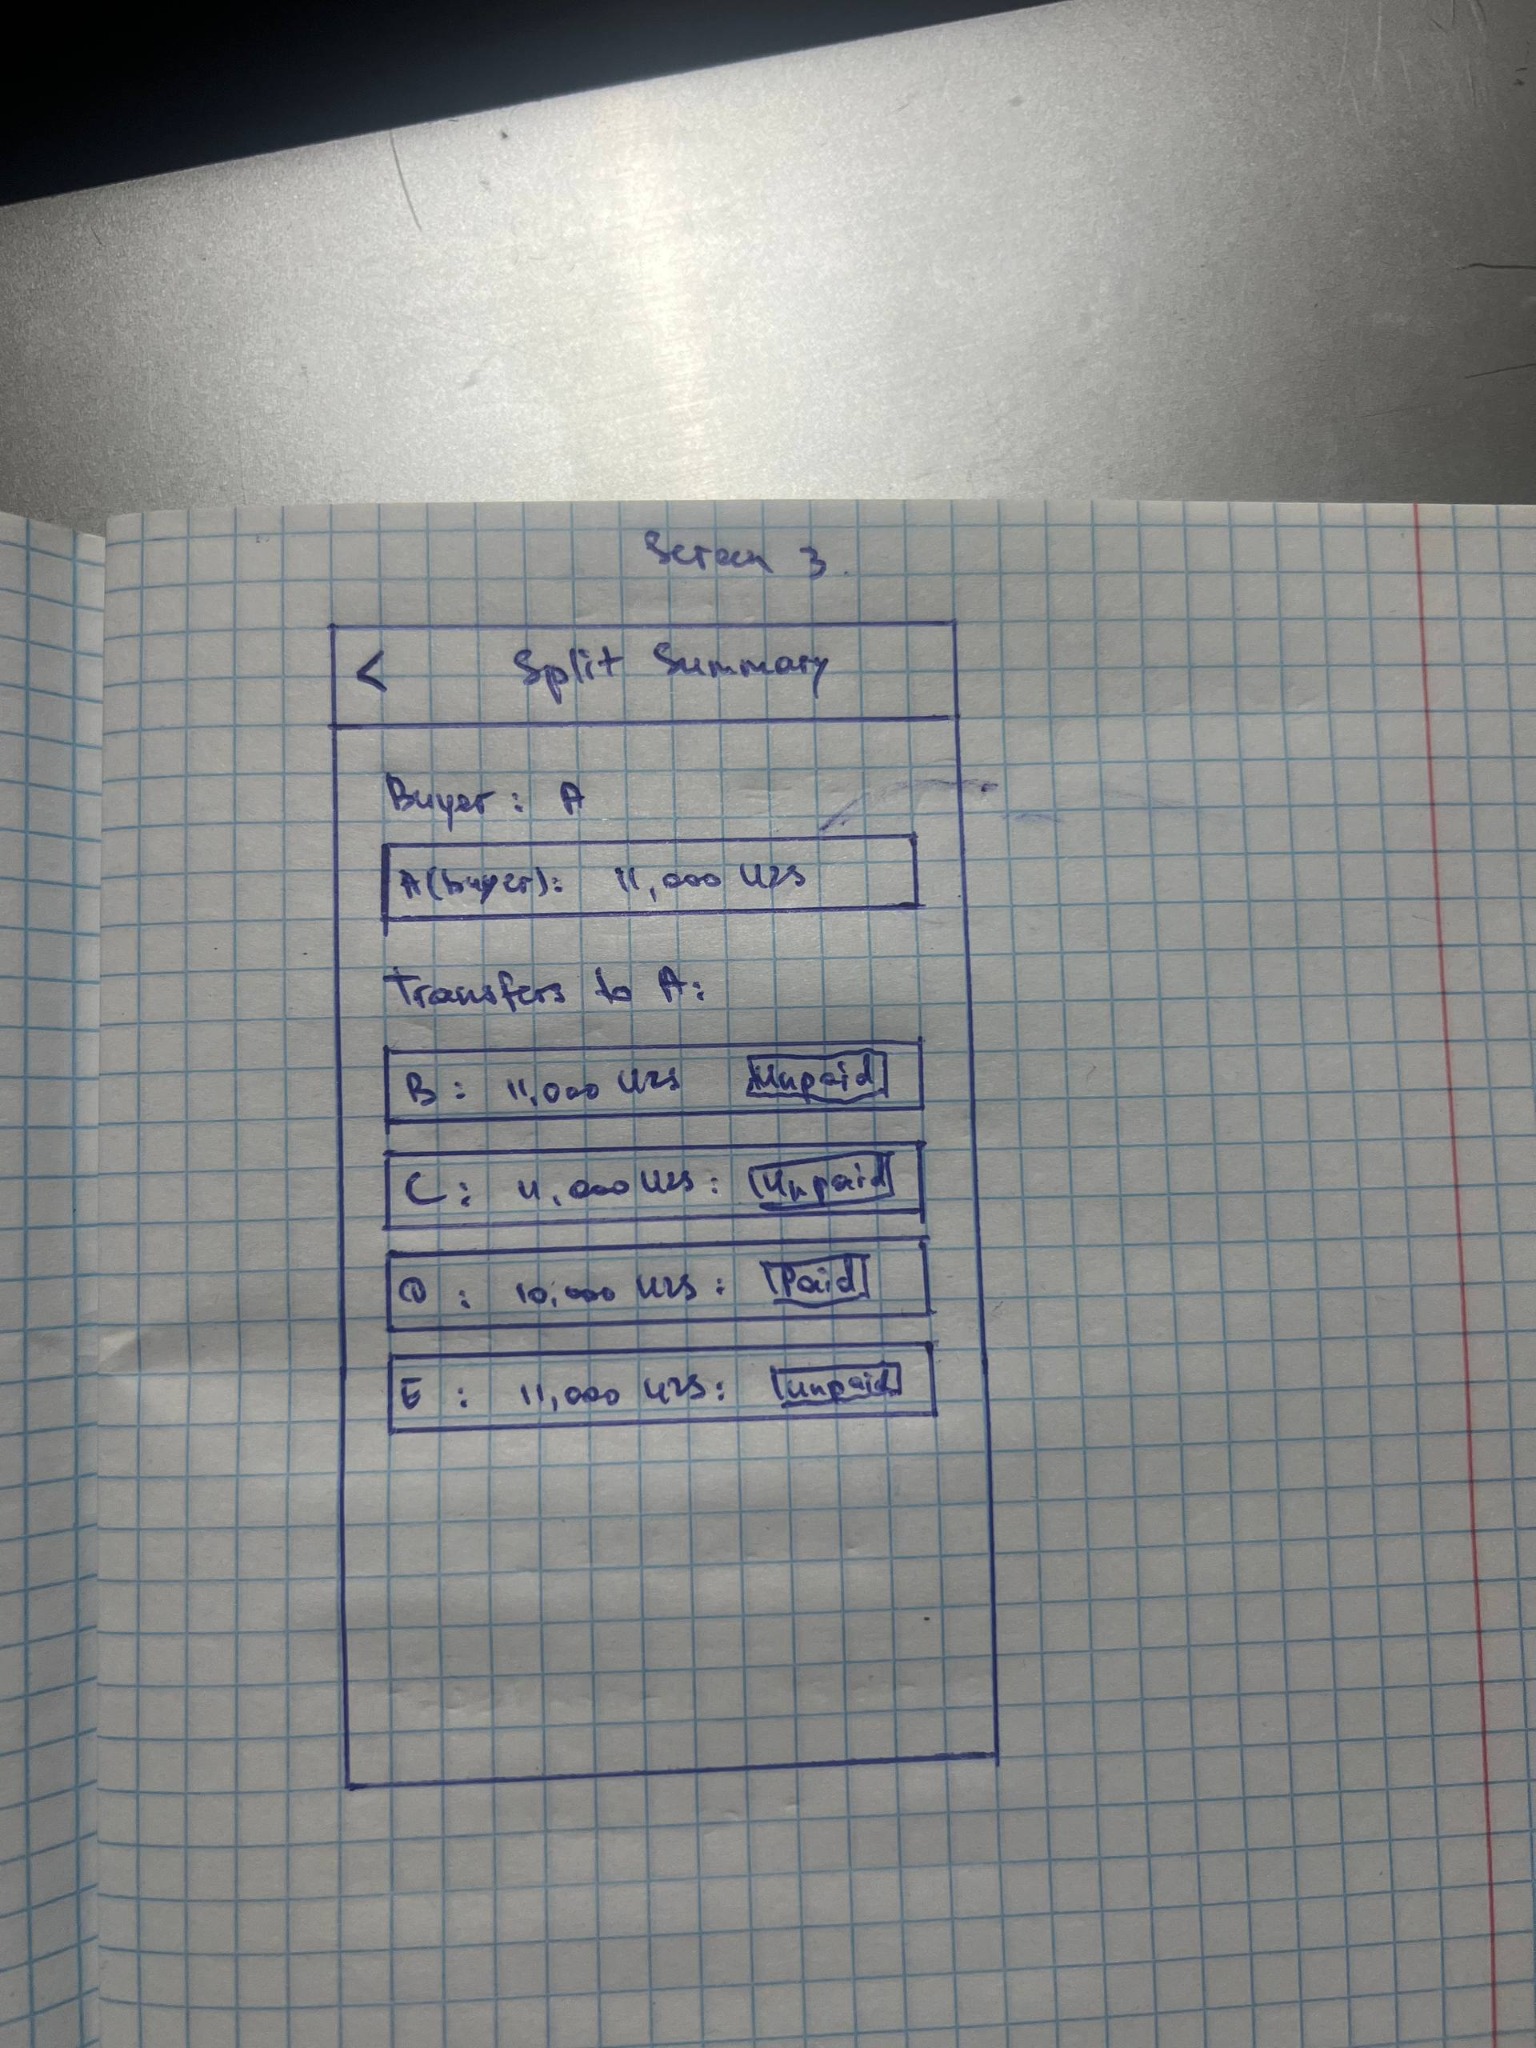 Screen 3.
< Split Summary
Buyer: A
A(buyer): 11,000 UZS
Transfers to A:
B: 11,000 UZS [Unpaid]
C: 11,000 UZS: [Unpaid]
D: 10,000 UZS: [Paid]
E: 11,000 UZS: [Unpaid]